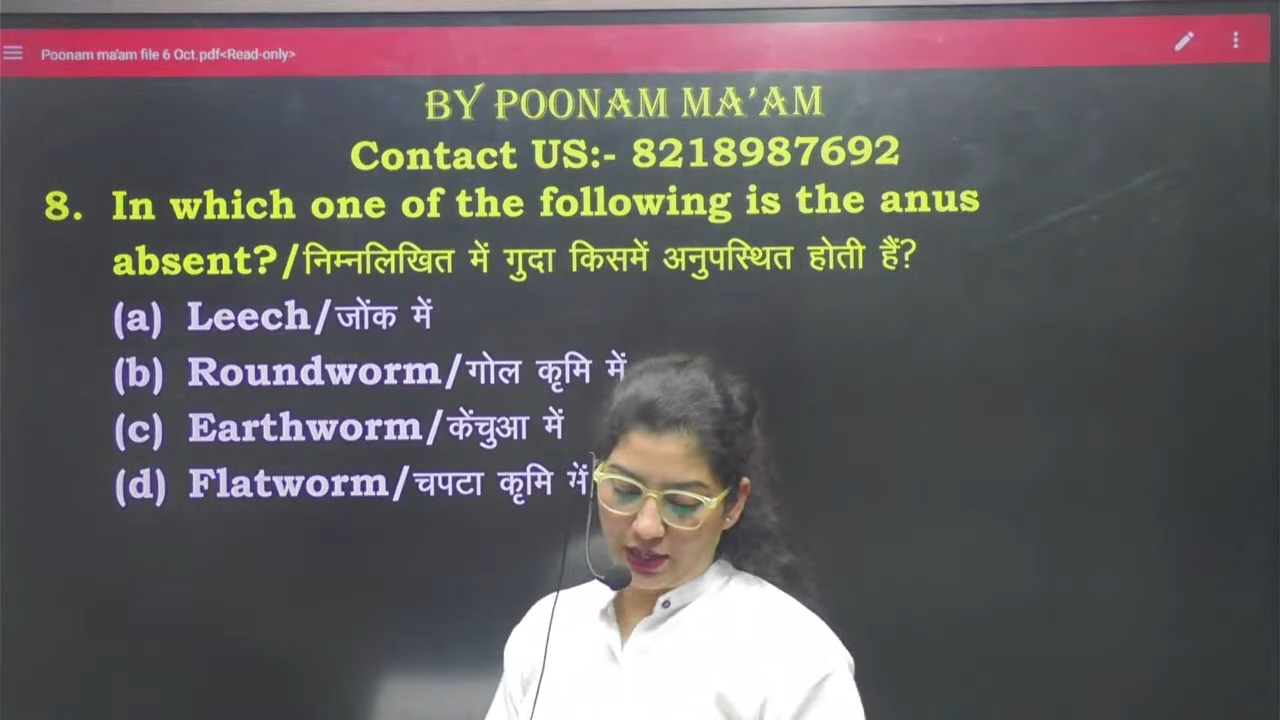 Poonam ma'am file 6 Oct.pdf<Read-only>
BY POONAM MA'AM
Contact US:- 8218987692
8. In which one of the following is the anus
absent?/निम्नलिखित में गुदा किसमें अनुपस्थित होती हैं?
(a) Leech/जोंक में
(b) Roundworm/गोल कृमि में
(c) Earthworm/केंचुआ में
(d) Flatworm/चपटा कृमि में